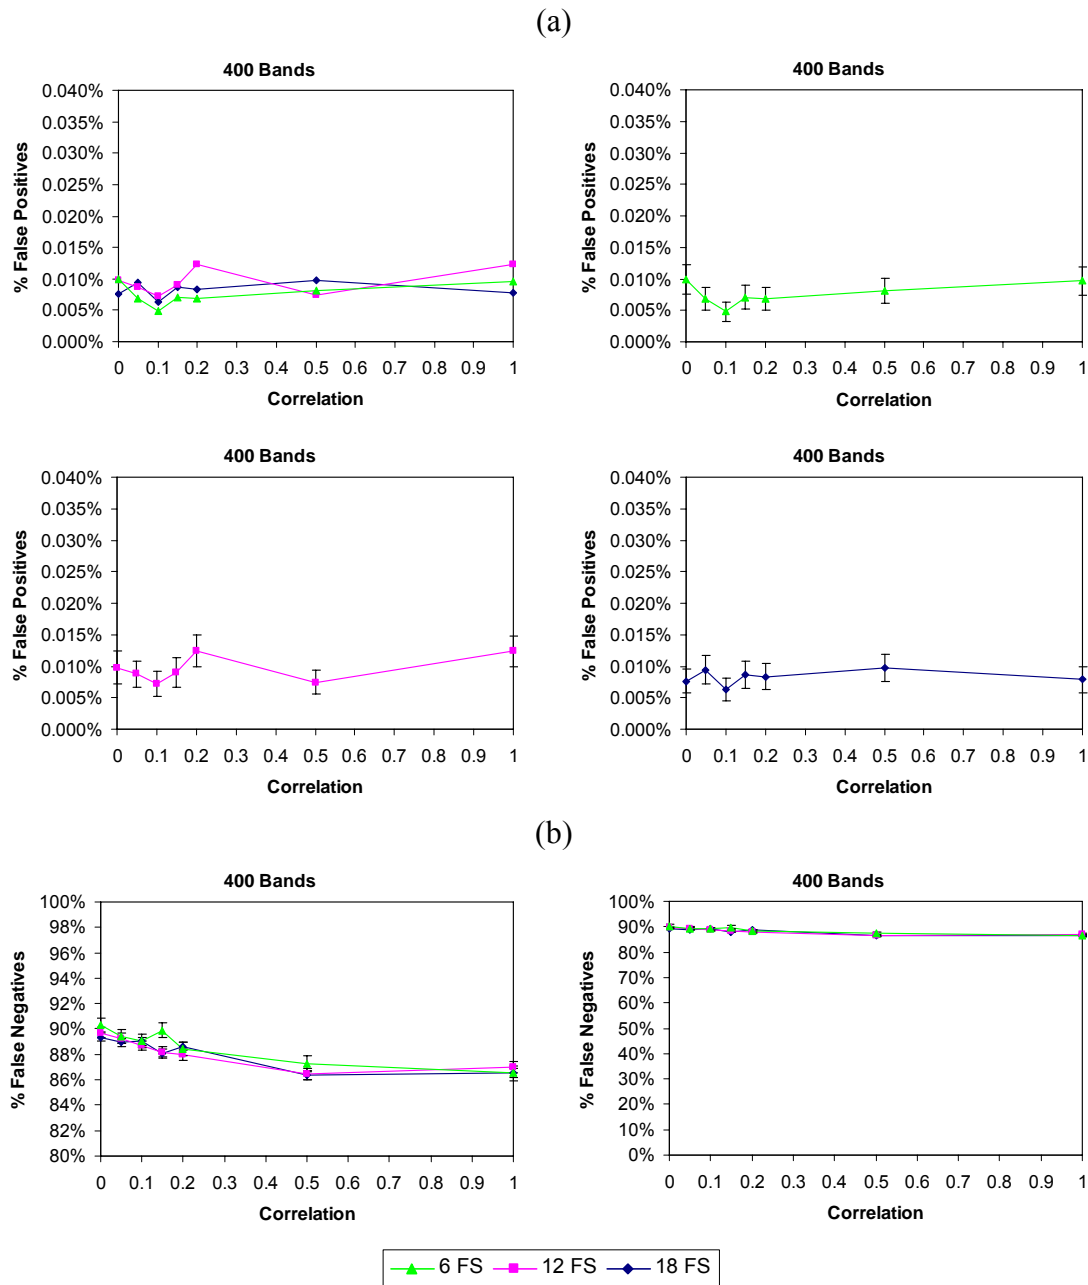 (a)
400 Bands
% False Positives
0.040%
0.035%
0.030%
0.025%
0.020%
0.015%
0.010%
0.005%
0.000%
0 0.1 0.2 0.3 0.4 0.5 0.6 0.7 0.8 0.9 1
Correlation
400 Bands
% False Positives
0.040%
0.035%
0.030%
0.025%
0.020%
0.015%
0.010%
0.005%
0.000%
0 0.1 0.2 0.3 0.4 0.5 0.6 0.7 0.8 0.9 1
Correlation
400 Bands
% False Positives
0.040%
0.035%
0.030%
0.025%
0.020%
0.015%
0.010%
0.005%
0.000%
0 0.1 0.2 0.3 0.4 0.5 0.6 0.7 0.8 0.9 1
Correlation
400 Bands
% False Positives
0.040%
0.035%
0.030%
0.025%
0.020%
0.015%
0.010%
0.005%
0.000%
0 0.1 0.2 0.3 0.4 0.5 0.6 0.7 0.8 0.9 1
Correlation
(b)
400 Bands
% False Negatives
100%
98%
96%
94%
92%
90%
88%
86%
84%
82%
80%
0 0.1 0.2 0.3 0.4 0.5 0.6 0.7 0.8 0.9 1
Correlation
400 Bands
% False Negatives
100%
90%
80%
70%
60%
50%
40%
30%
20%
10%
0%
0 0.1 0.2 0.3 0.4 0.5 0.6 0.7 0.8 0.9 1
Correlation
6 FS 12 FS 18 FS